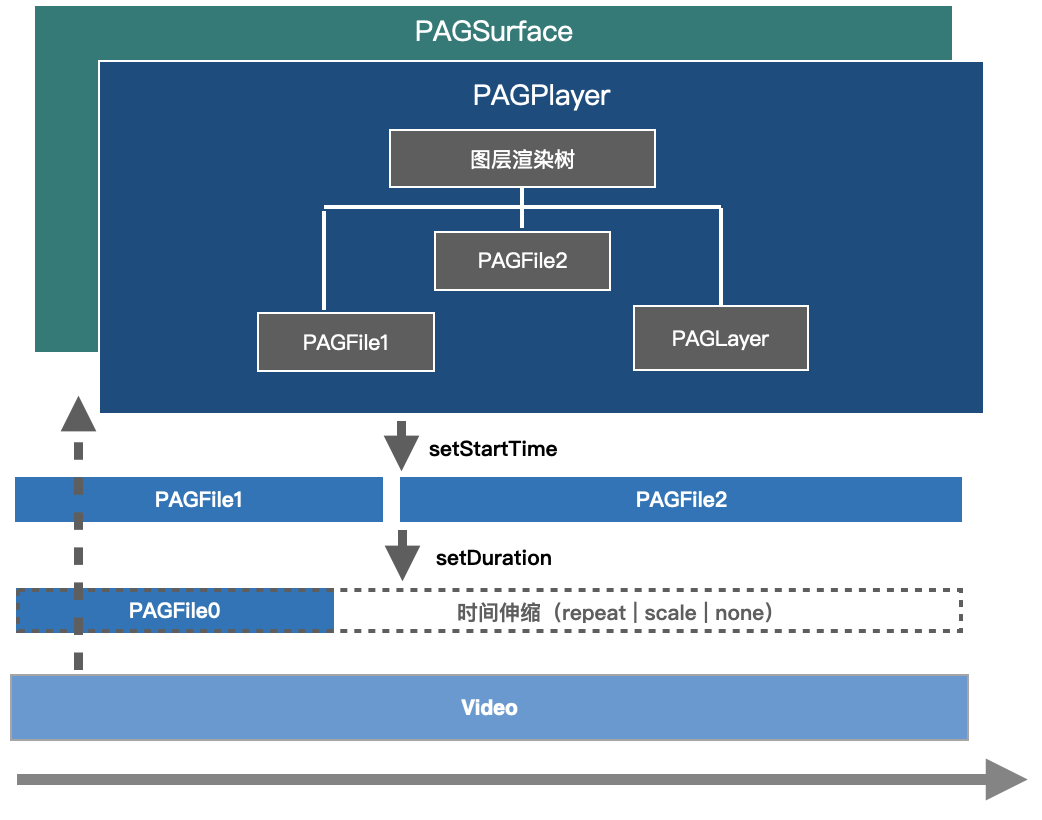 PAGSurface
PAGPlayer
图层渲染树
PAGFile2
PAGFile1
PAGLayer
setStartTime
PAGFile1
PAGFile2
setDuration
PAGFile0
时间伸缩（repeat | scale | none）
Video